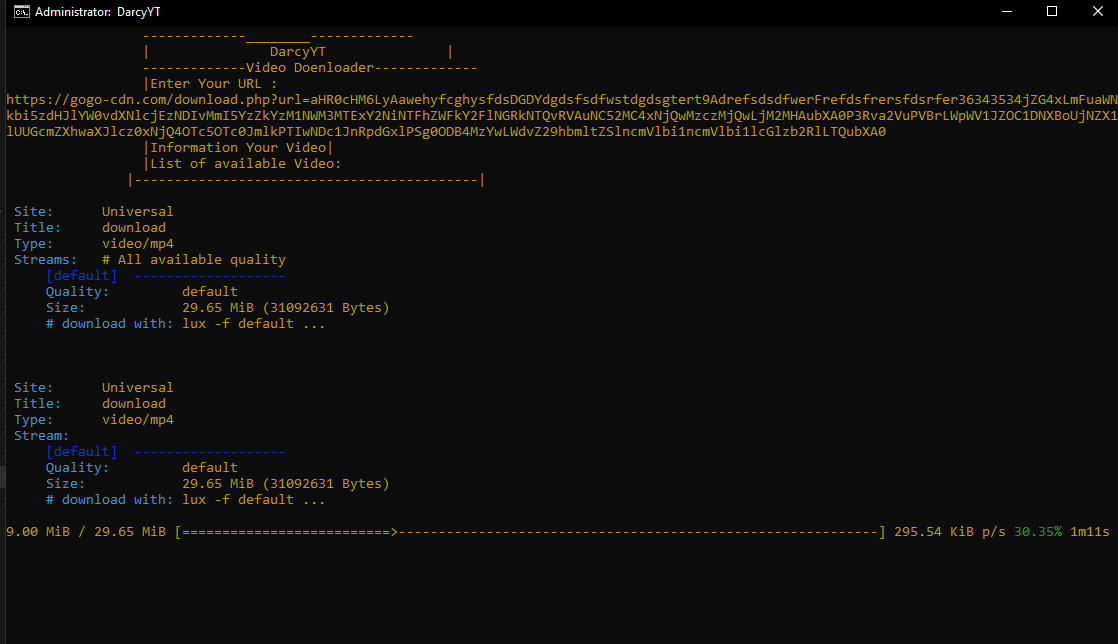 Administrator: DarcyYT
-------------________-------------
| DarcyYT |
-------------Video Doenloader-------------
|Enter Your URL :
https://gogo-cdn.com/download.php?url=aHR0cHM6LyAawehyfcghysfdsDGDYdgdsfsdfwstdgdsgtert9AdrefsdsdfwerFrefdsfrersfdsrfer36343534jZG4xLmFuaWN
kbi5zdHJlYW0vdXNlcjEzNDIvMmI5YzZkYzM1NWM3MTExY2NiNTFhZWFkY2FlNGRkNTQvRVAuNC52MC4xNjQwMzczMjQwLjM2MHAubXA0P3Rva2VuPVBrLWpWV1JZOC1DNXBoUjNZX1
lUUGcmZXhwaXJlcz0xNjQ4OTc5OTc0JmlkPTIwNDc1JnRpdGxlPSg0ODB4MzYwLWdvZ29hbmltZSlncmVlbi1ncmVlbi1lcGlzb2RlLTQubXA0
|Information Your Video|
|List of available Video:
|-------------------------------------------|
Site: Universal
Title: download
Type: video/mp4
Streams: # All available quality
[default] -------------------
Quality: default
Size: 29.65 MiB (31092631 Bytes)
# download with: lux -f default ...
Site: Universal
Title: download
Type: video/mp4
Stream:
[default] -------------------
Quality: default
Size: 29.65 MiB (31092631 Bytes)
# download with: lux -f default ...
9.00 MiB / 29.65 MiB [==========================>------------------------------------------------------------] 295.54 KiB p/s 30.35% 1m11s